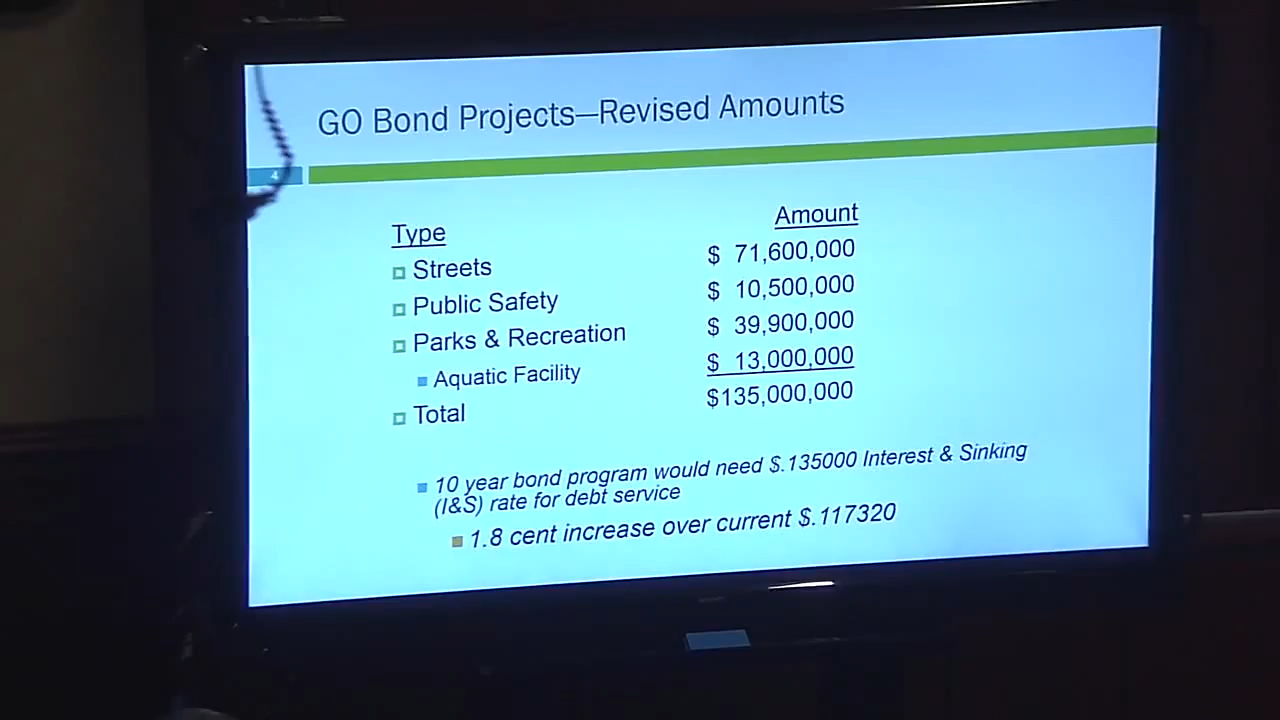 GO Bond Projects—Revised Amounts
4
Type Amount
Streets $ 71,600,000
Public Safety $ 10,500,000
Parks & Recreation $ 39,900,000
Aquatic Facility $ 13,000,000
Total $135,000,000
10 year bond program would need $.135000 Interest & Sinking
(I&S) rate for debt service
1.8 cent increase over current $.117320